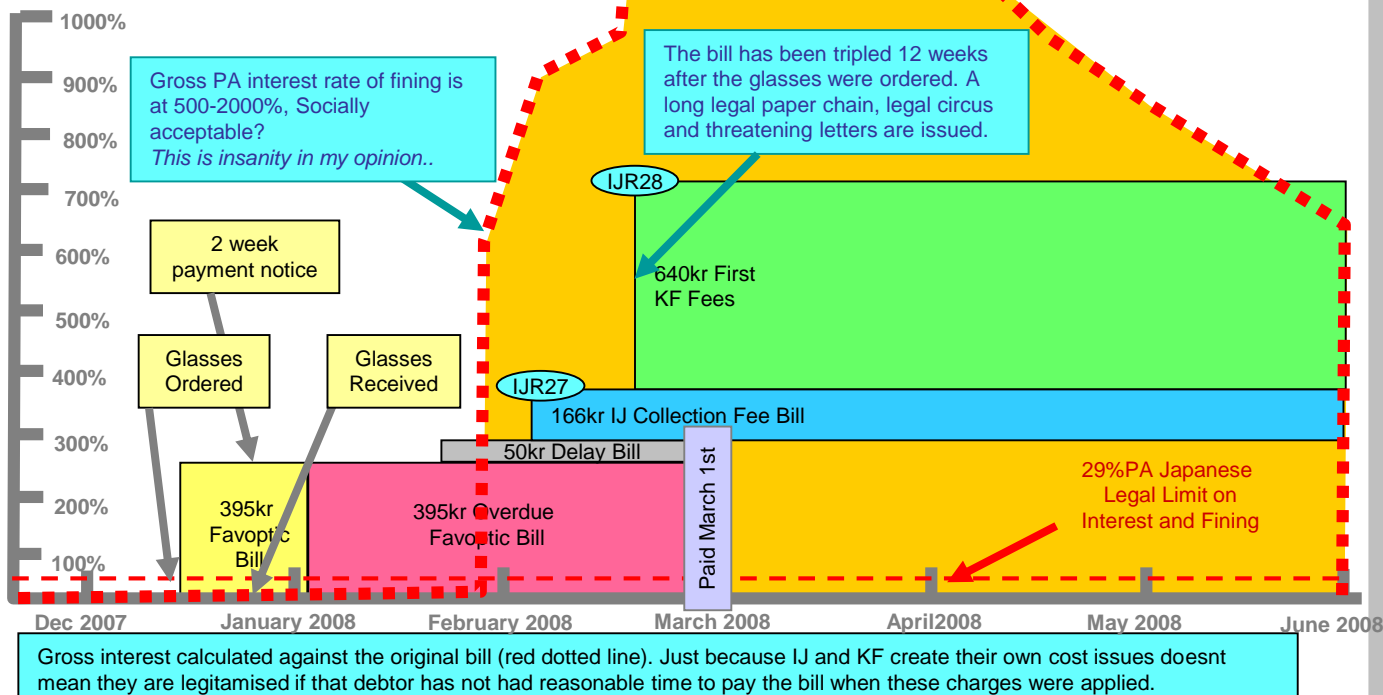 1000%
900%
800%
700%
600%
500%
400%
300%
200%
100%
Gross PA interest rate of fining is
at 500-2000%, Socially
acceptable?
This is insanity in my opinion..
The bill has been tripled 12 weeks
after the glasses were ordered. A
long legal paper chain, legal circus
and threatening letters are issued.
IJR28
2 week
payment notice
640kr First
KF Fees
Glasses
Ordered
Glasses
Received
IJR27
166kr IJ Collection Fee Bill
50kr Delay Bill
395kr
Favoptic
Bill
395kr Overdue
Favoptic Bill
Paid March 1st
29%PA Japanese
Legal Limit on
Interest and Fining
Dec 2007
January 2008
February 2008
March 2008
April2008
May 2008
June 2008
Gross interest calculated against the original bill (red dotted line). Just because IJ and KF create their own cost issues doesnt
mean they are legitamised if that debtor has not had reasonable time to pay the bill when these charges were applied.